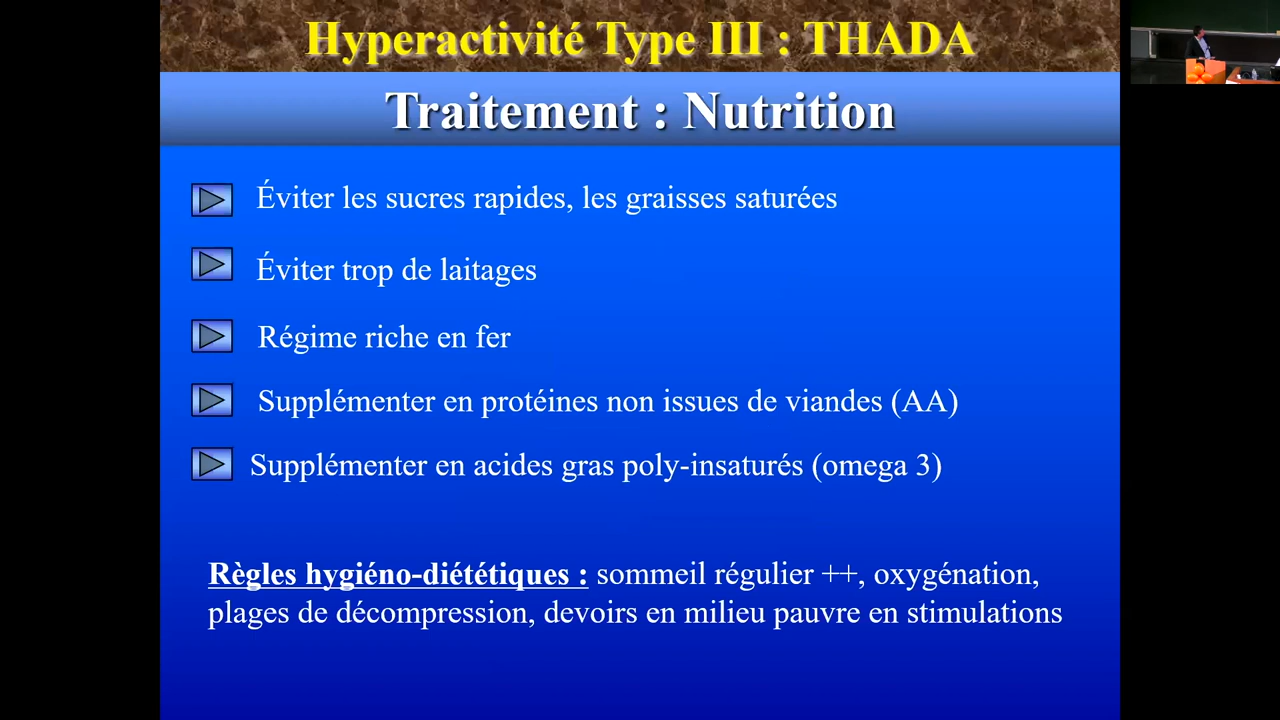 Hyperactivité Type III : THADA
Traitement : Nutrition
Éviter les sucres rapides, les graisses saturées
Éviter trop de laitages
Régime riche en fer
Supplémenter en protéines non issues de viandes (AA)
Supplémenter en acides gras poly-insaturés (omega 3)
Règles hygiéno-diététiques : sommeil régulier ++, oxygénation,
plages de décompression, devoirs en milieu pauvre en stimulations